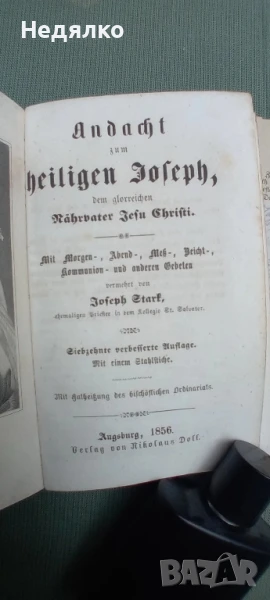 Недялко
Andacht
zum
heiligen Joseph,
dem glorreichen
Nährvater Jesu Christi.
Mit Morgen-, Abend-, Meß-, Beicht-,
Kommunion- und anderen Gebeten
vermehrt von
Joseph Stark,
ehemaliger Priester in dem Kollegio St. Salvator.
Siebzehnte verbesserte Auflage.
Mit einem Stahlstiche.
Mit Gutheißung des bischöflichen Ordinariats.
Augsburg, 1856.
Verlag von Nikolaus Doll.
BAZAR